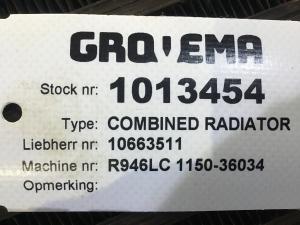 GRO'EMA
Stock nr: 1013454
Type: COMBINED RADIATOR
Liebherr nr: 10663511
Machine nr: R946LC 1150-36034
Opmerking: